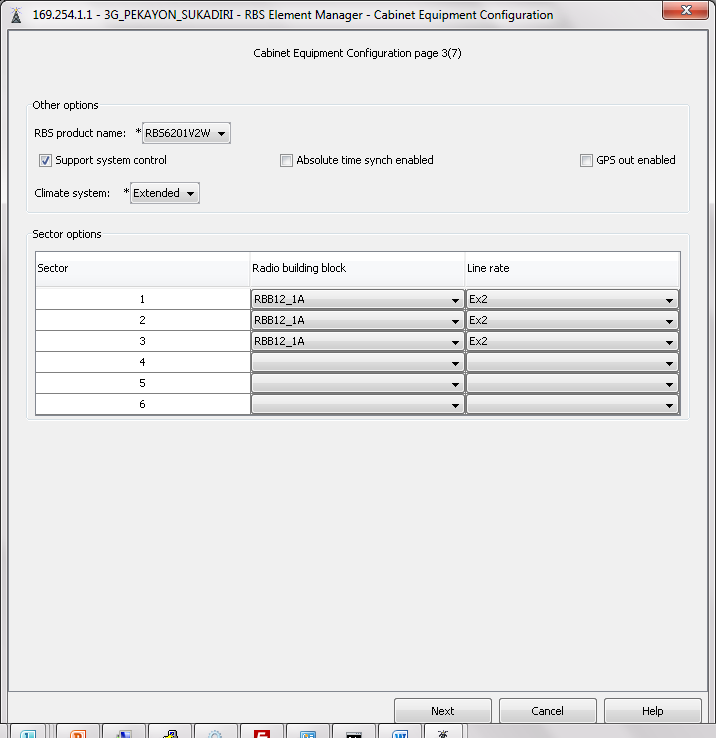 169.254.1.1 - 3G_PEKAYON_SUKADIRI - RBS Element Manager - Cabinet Equipment Configuration
Cabinet Equipment Configuration page 3(7)
Other options
RBS product name: * RBS6201V2W
Support system control Absolute time synch enabled GPS out enabled
Climate system: * Extended
Sector options
Sector Radio building block Line rate
1 RBB12_1A Ex2
2 RBB12_1A Ex2
3 RBB12_1A Ex2
4
5
6
Next Cancel Help